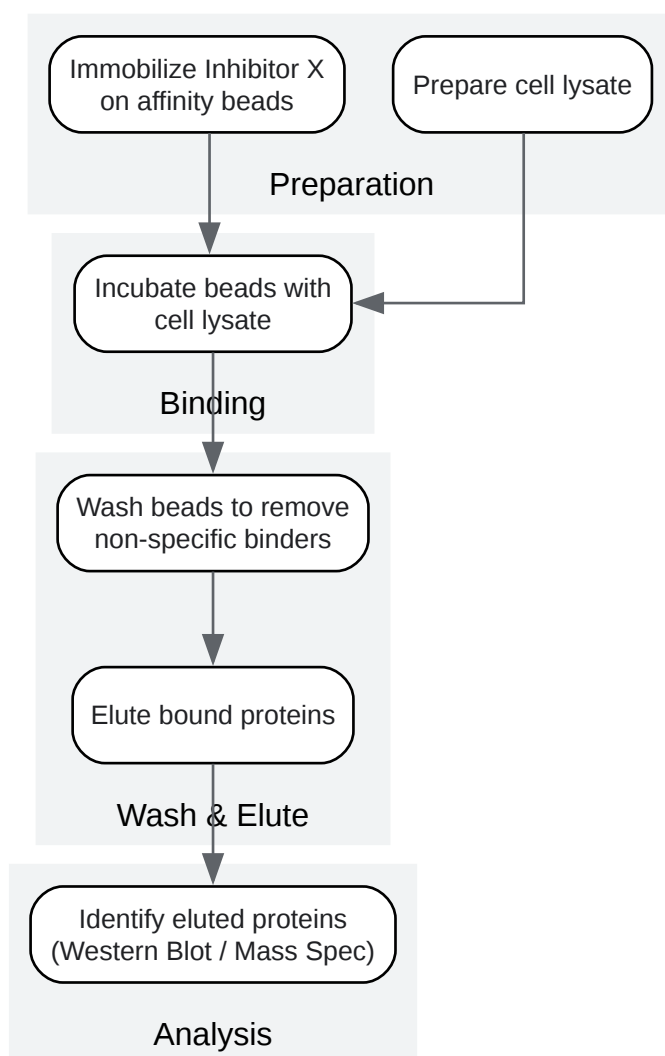 Immobilize Inhibitor X
on affinity beads
Prepare cell lysate
Preparation
Incubate beads with
cell lysate
Binding
Wash beads to remove
non-specific binders
Elute bound proteins
Wash & Elute
Identify eluted proteins
(Western Blot / Mass Spec)
Analysis